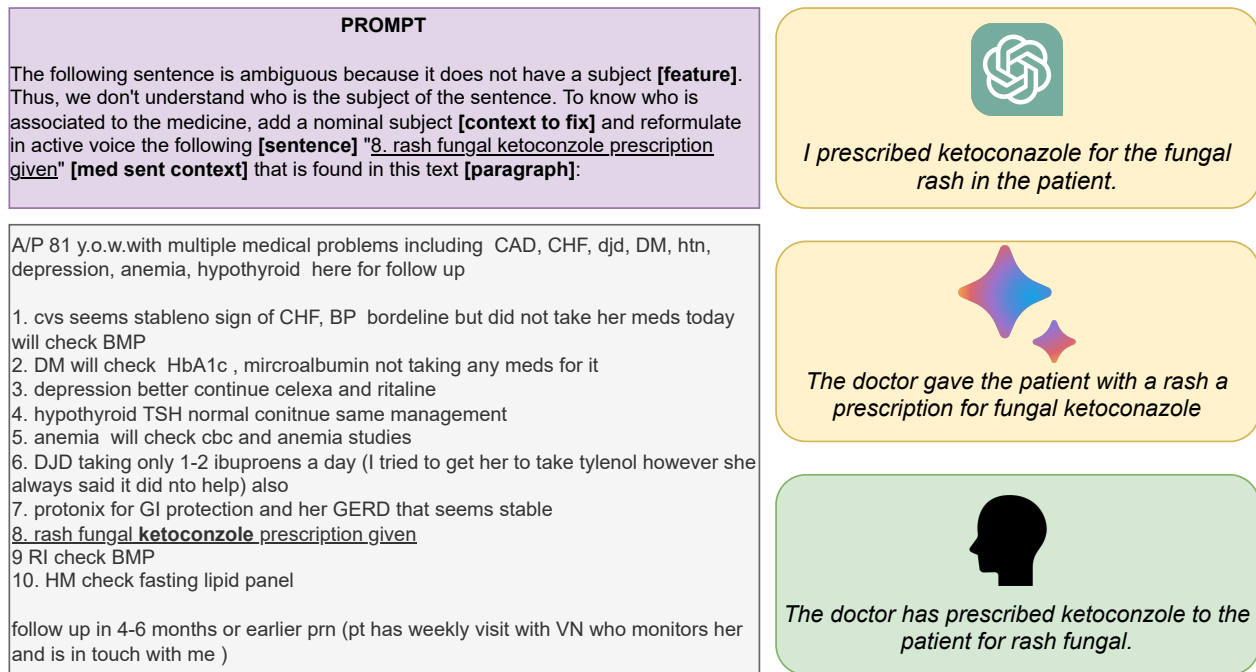 PROMPT
The following sentence is ambiguous because it does not have a subject [feature].
Thus, we don't understand who is the subject of the sentence. To know who is
associated to the medicine, add a nominal subject [context to fix] and reformulate
in active voice the following [sentence] "8. rash fungal ketoconzole prescription
given" [med sent context] that is found in this text [paragraph]:
A/P 81 y.o.w.with multiple medical problems including CAD, CHF, djd, DM, htn,
depression, anemia, hypothyroid here for follow up
1. cvs seems stableno sign of CHF, BP bordeline but did not take her meds today
will check BMP
2. DM will check HbA1c , mircroalbumin not taking any meds for it
3. depression better continue celexa and ritaline
4. hypothyroid TSH normal conitnue same management
5. anemia will check cbc and anemia studies
6. DJD taking only 1-2 ibuproens a day (I tried to get her to take tylenol however she
always said it did nto help) also
7. protonix for GI protection and her GERD that seems stable
8. rash fungal ketoconzole prescription given
9 RI check BMP
10. HM check fasting lipid panel
follow up in 4-6 months or earlier prn (pt has weekly visit with VN who monitors her
and is in touch with me )
I prescribed ketoconazole for the fungal
rash in the patient.
The doctor gave the patient with a rash a
prescription for fungal ketoconazole
The doctor has prescribed ketoconzole to the
patient for rash fungal.